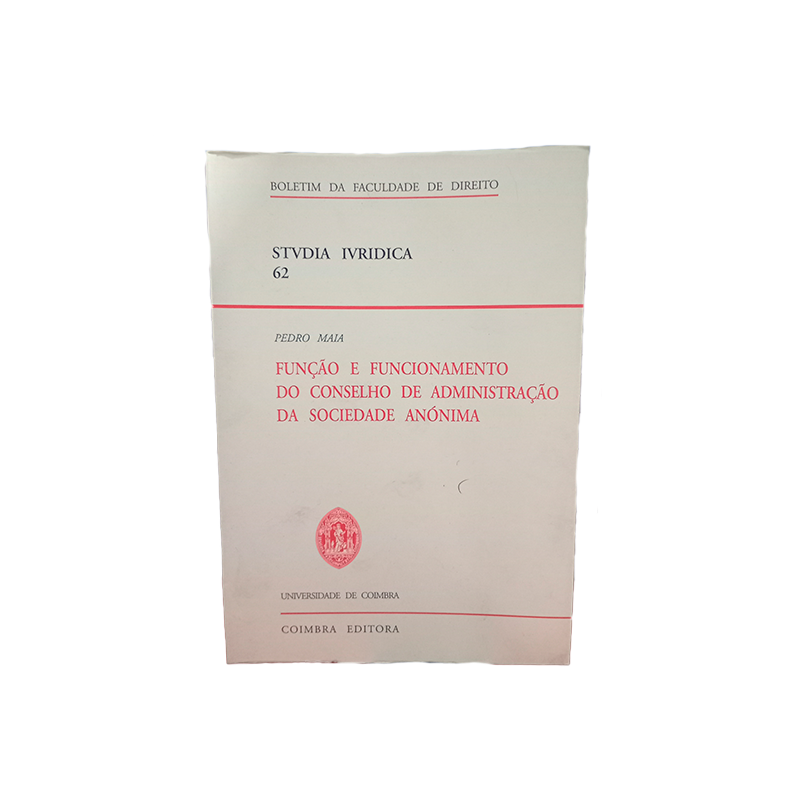 BOLETIM DA FACULDADE DE DIREITO
STVDIA IVRIDICA
62
PEDRO MAIA
FUNÇÃO E FUNCIONAMENTO
DO CONSELHO DE ADMINISTRAÇÃO
DA SOCIEDADE ANÓNIMA
UNIVERSIDADE DE COIMBRA
COIMBRA EDITORA